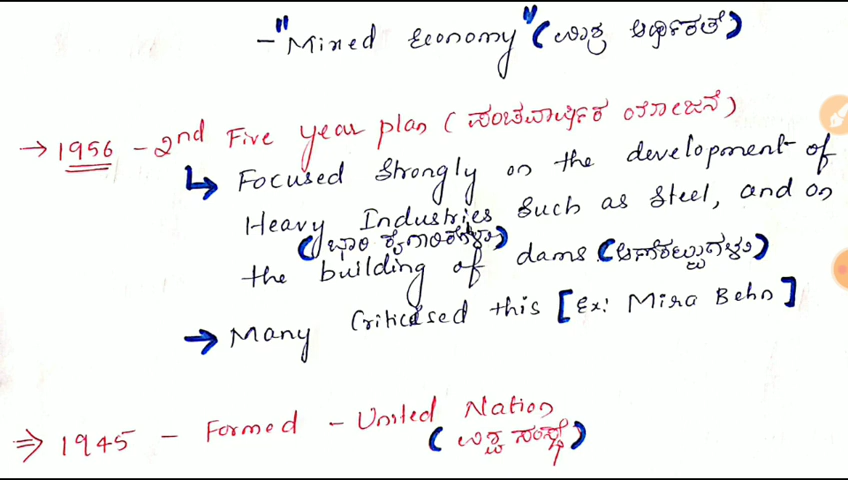 - "Mixed Economy" (ಮಿಶ್ರ ಆರ್ಥಿಕತೆ)
→ 1956 - 2nd Five year plan (ಪಂಚವಾರ್ಷಿಕ ಯೋಜನೆ)
↳ Focused strongly on the development of
Heavy Industries such as steel, and on
(ಭಾರಿ ಕೈಗಾರಿಕೆಗಳು)
the building of dams (ಆಣೆಕಟ್ಟುಗಳು)
→ Many Criticised this [Ex: Mira Behn]
⇒ 1945 - Formed - United Nation
(ವಿಶ್ವ ಸಂಸ್ಥೆ)